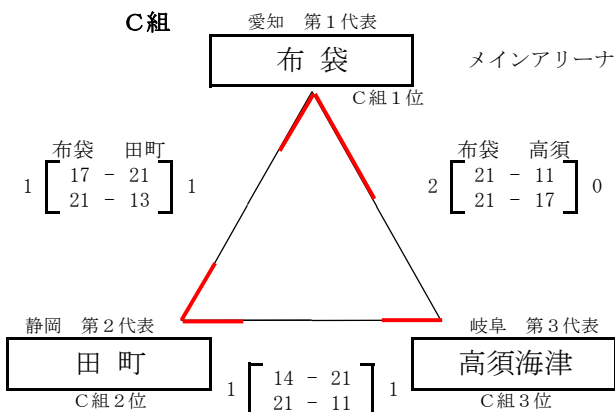 C組
愛知 第1代表
布 袋
メインアリーナ
C組1位
布袋 田町
1 17 - 21 1
21 - 13
布袋 高須
2 21 - 11 0
21 - 17
静岡 第2代表
田 町
C組2位
岐阜 第3代表
高須海津
C組3位
1 14 - 21 1
21 - 11